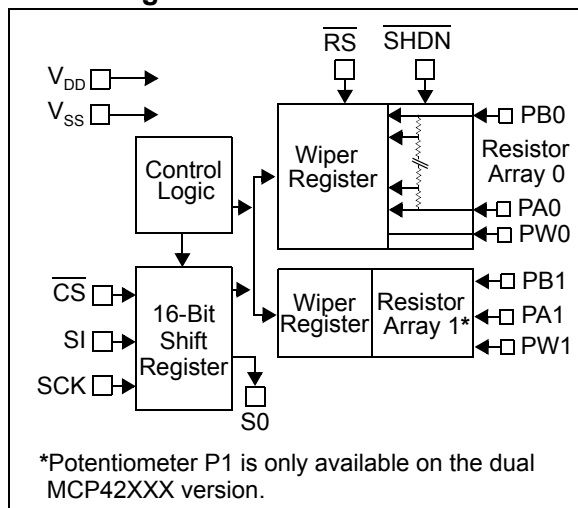 RS
SHDN
VDD
VSS
PB0
Control
Logic
Wiper
Register
Resistor
Array 0
PA0
PW0
CS
SI
SCK
16-Bit
Shift
Register
S0
Wiper
Register
Resistor
Array 1*
PB1
PA1
PW1
*Potentiometer P1 is only available on the dual
MCP42XXX version.